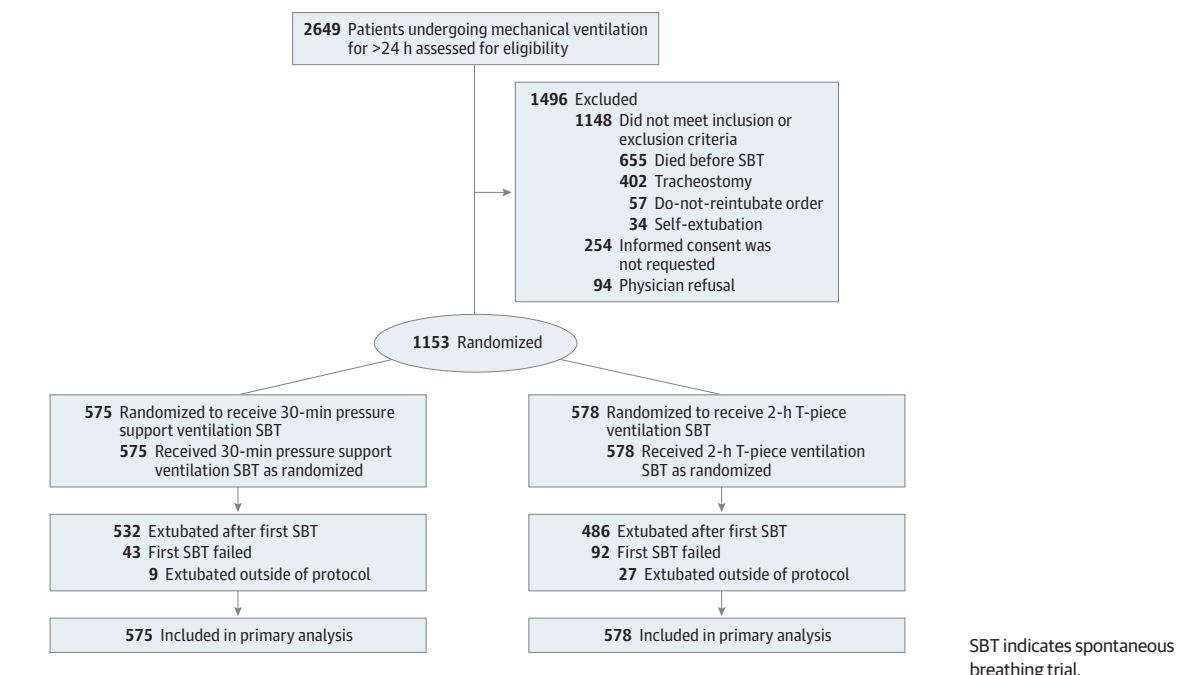 2649 Patients undergoing mechanical ventilation
for >24 h assessed for eligibility
1496 Excluded
1148 Did not meet inclusion or
exclusion criteria
655 Died before SBT
402 Tracheostomy
57 Do-not-reintubate order
34 Self-extubation
254 Informed consent was
not requested
94 Physician refusal
1153 Randomized
575 Randomized to receive 30-min pressure
support ventilation SBT
575 Received 30-min pressure support
ventilation SBT as randomized
578 Randomized to receive 2-h T-piece
ventilation SBT
578 Received 2-h T-piece ventilation
SBT as randomized
532 Extubated after first SBT
43 First SBT failed
9 Extubated outside of protocol
486 Extubated after first SBT
92 First SBT failed
27 Extubated outside of protocol
575 Included in primary analysis
578 Included in primary analysis
SBT indicates spontaneous
breathing trial.